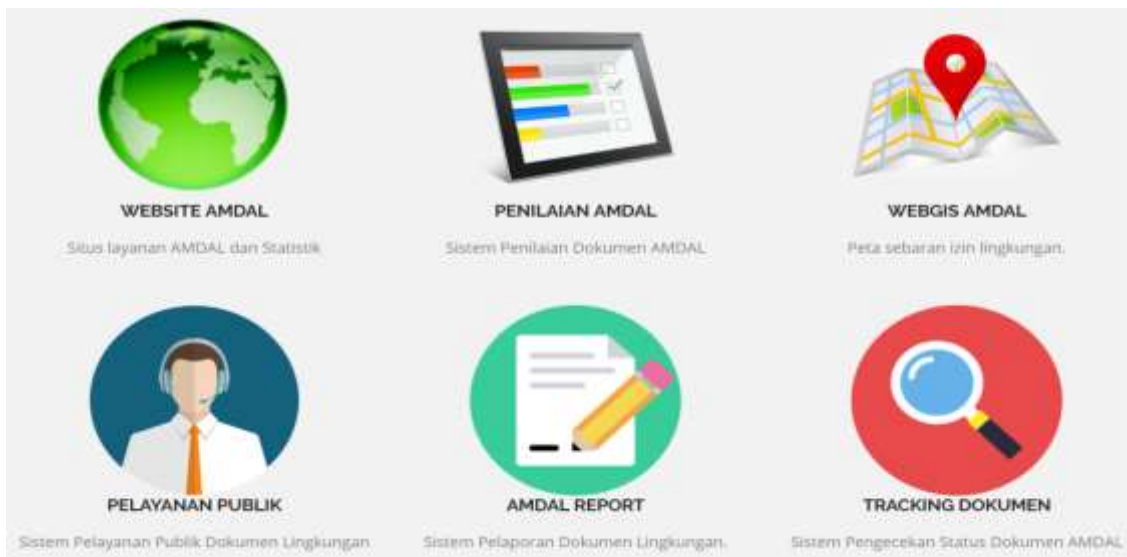 WEBSITE AMDAL
Situs layanan AMDAL dan Statistik
PENILAIAN AMDAL
Sistem Penilaian Dokumen AMDAL
WEBGIS AMDAL
Peta sebaran izin lingkungan.
PELAYANAN PUBLIK
Sistem Pelayanan Publik Dokumen Lingkungan
AMDAL REPORT
Sistem Pelaporan Dokumen Lingkungan.
TRACKING DOKUMEN
Sistem Pengecekan Status Dokumen AMDAL